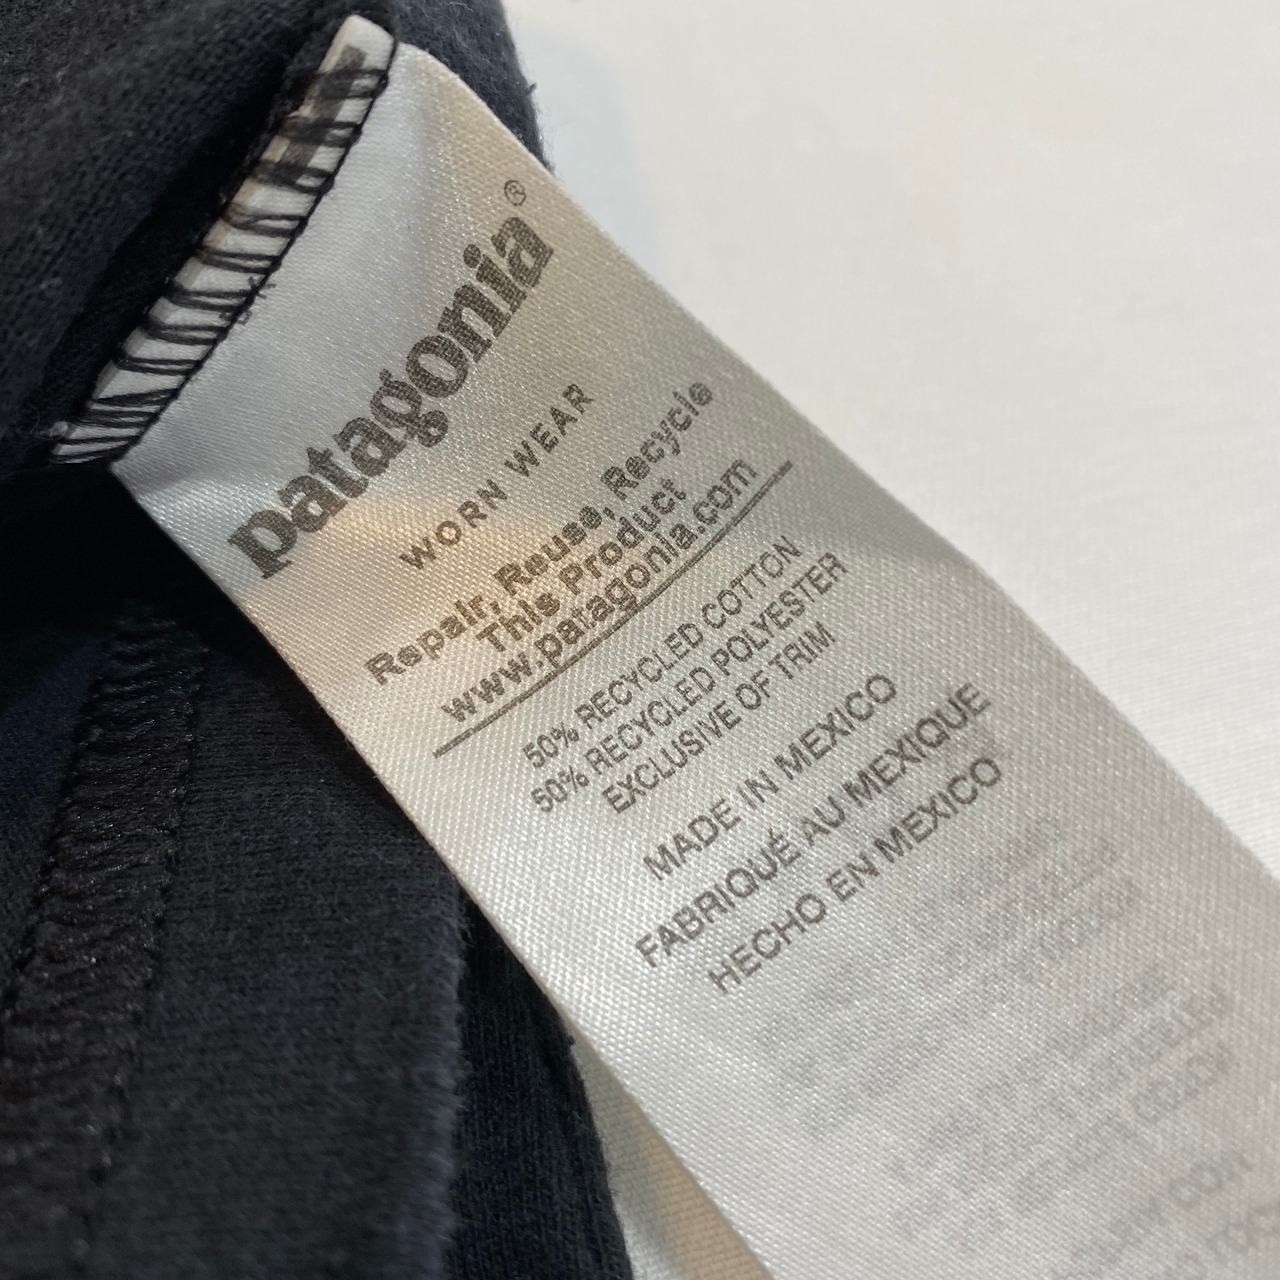 patagonia®
WORN WEAR
Repair, Reuse, Recycle
This Product
www.patagonia.com
50% RECYCLED COTTON
50% RECYCLED POLYESTER
EXCLUSIVE OF TRIM
MADE IN MEXICO
FABRIQUÉ AU MEXIQUE
HECHO EN MEXICO